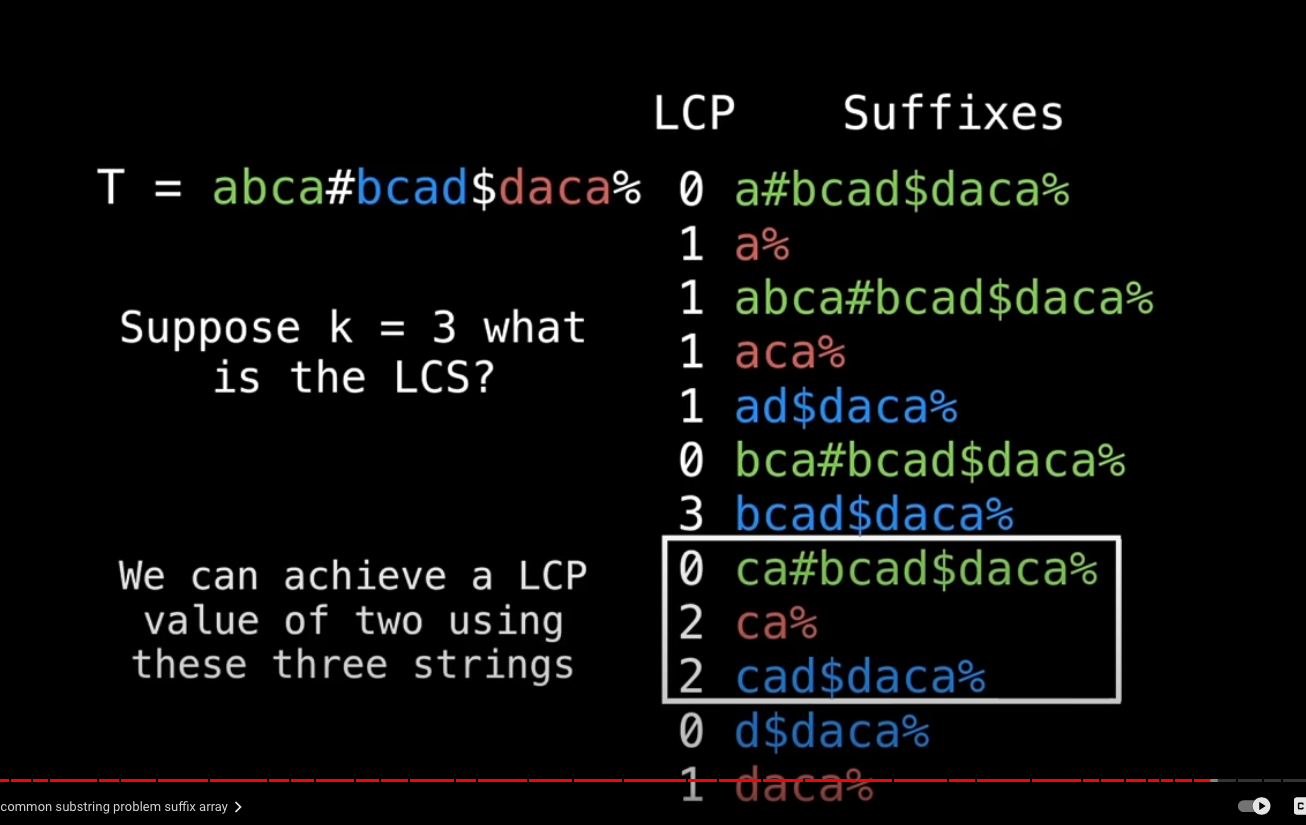 LCP Suffixes
T = abca#bcad$daca%
0 a#bcad$daca%
1 a%
1 abca#bcad$daca%
1 aca%
1 ad$daca%
0 bca#bcad$daca%
3 bcad$daca%
0 ca#bcad$daca%
2 ca%
2 cad$daca%
0 d$daca%
1 daca%
Suppose k = 3 what
is the LCS?
We can achieve a LCP
value of two using
these three strings
common substring problem suffix array